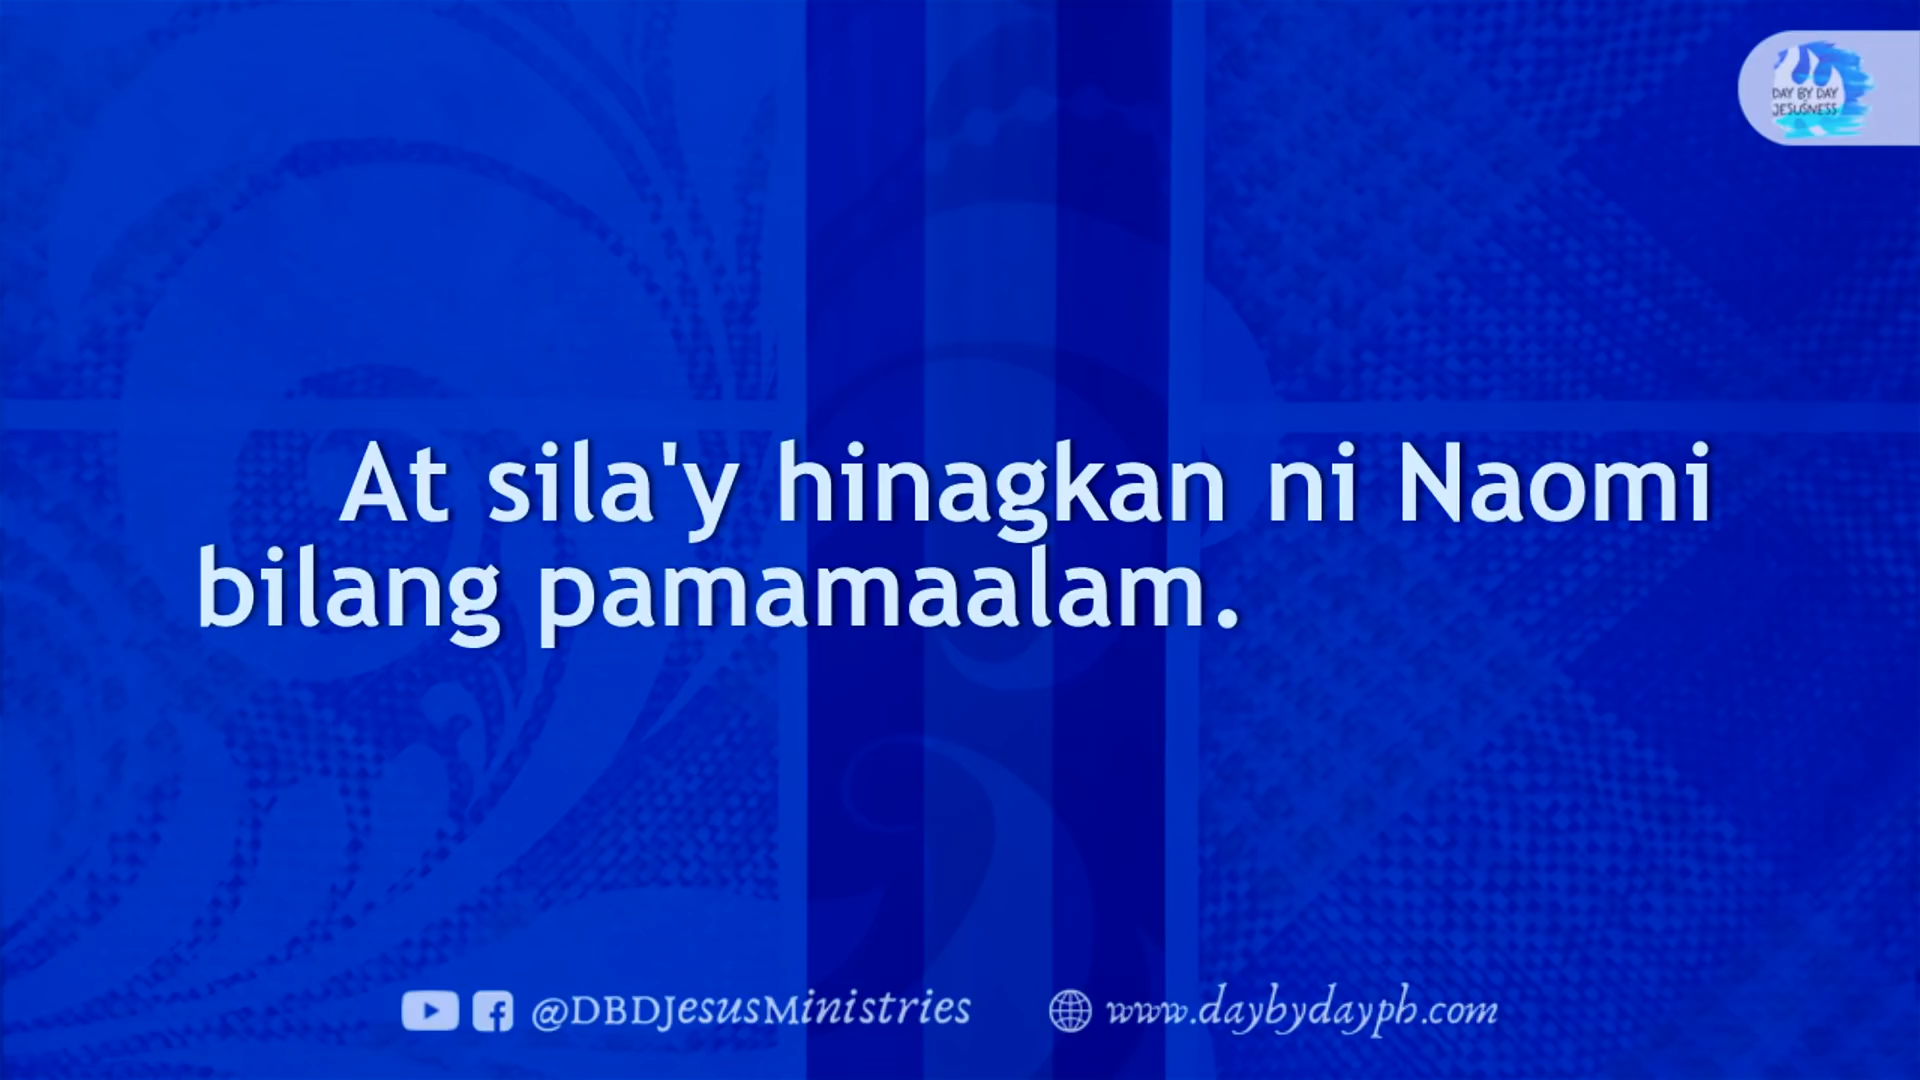 DAY BY DAY
JESUSNESS
At sila'y hinagkan ni Naomi
bilang pamamaalam.
@DBDJesusMinistries www.daybydayph.com